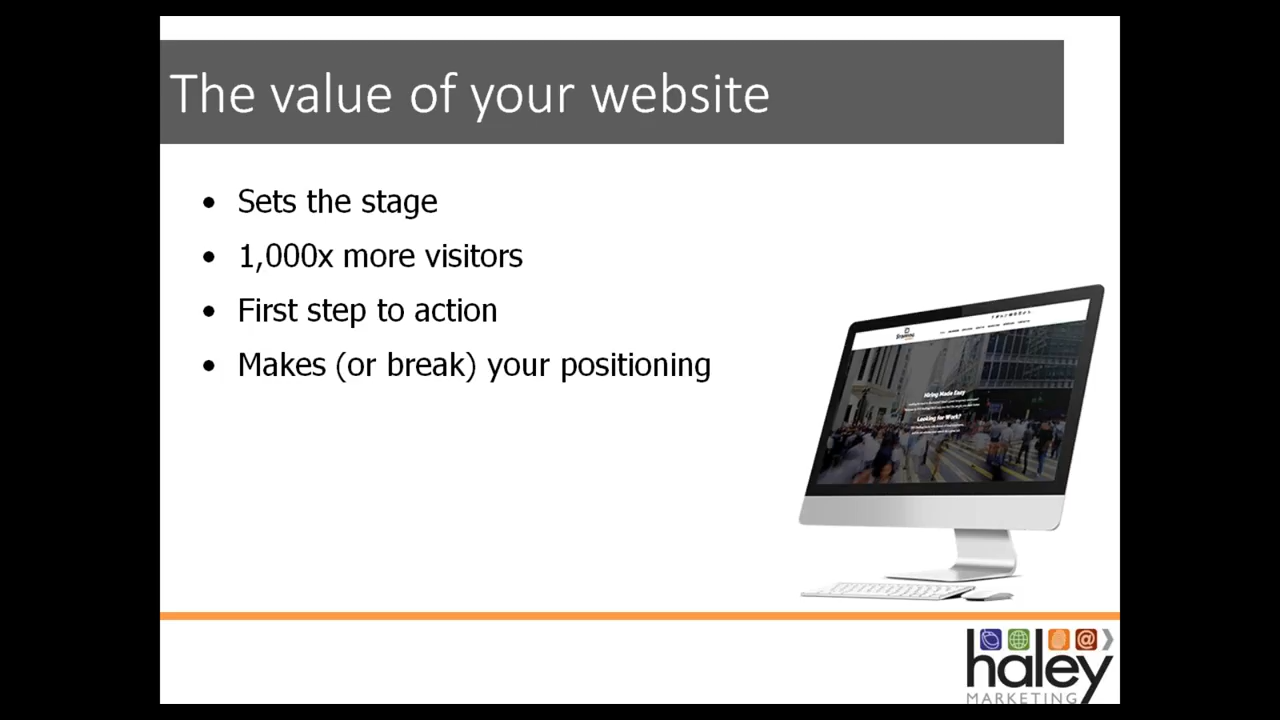 The value of your website
• Sets the stage
• 1,000x more visitors
• First step to action
• Makes (or break) your positioning
Hiring Made Easy
Looking for Work?
haley
MARKETING